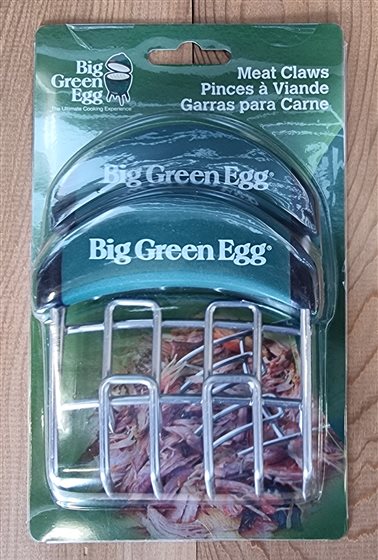 Big
Green
Egg
The Ultimate Cooking Experience
Meat Claws
Pinces à Viande
Garras para Carne
Big Green Egg®
Big Green Egg®